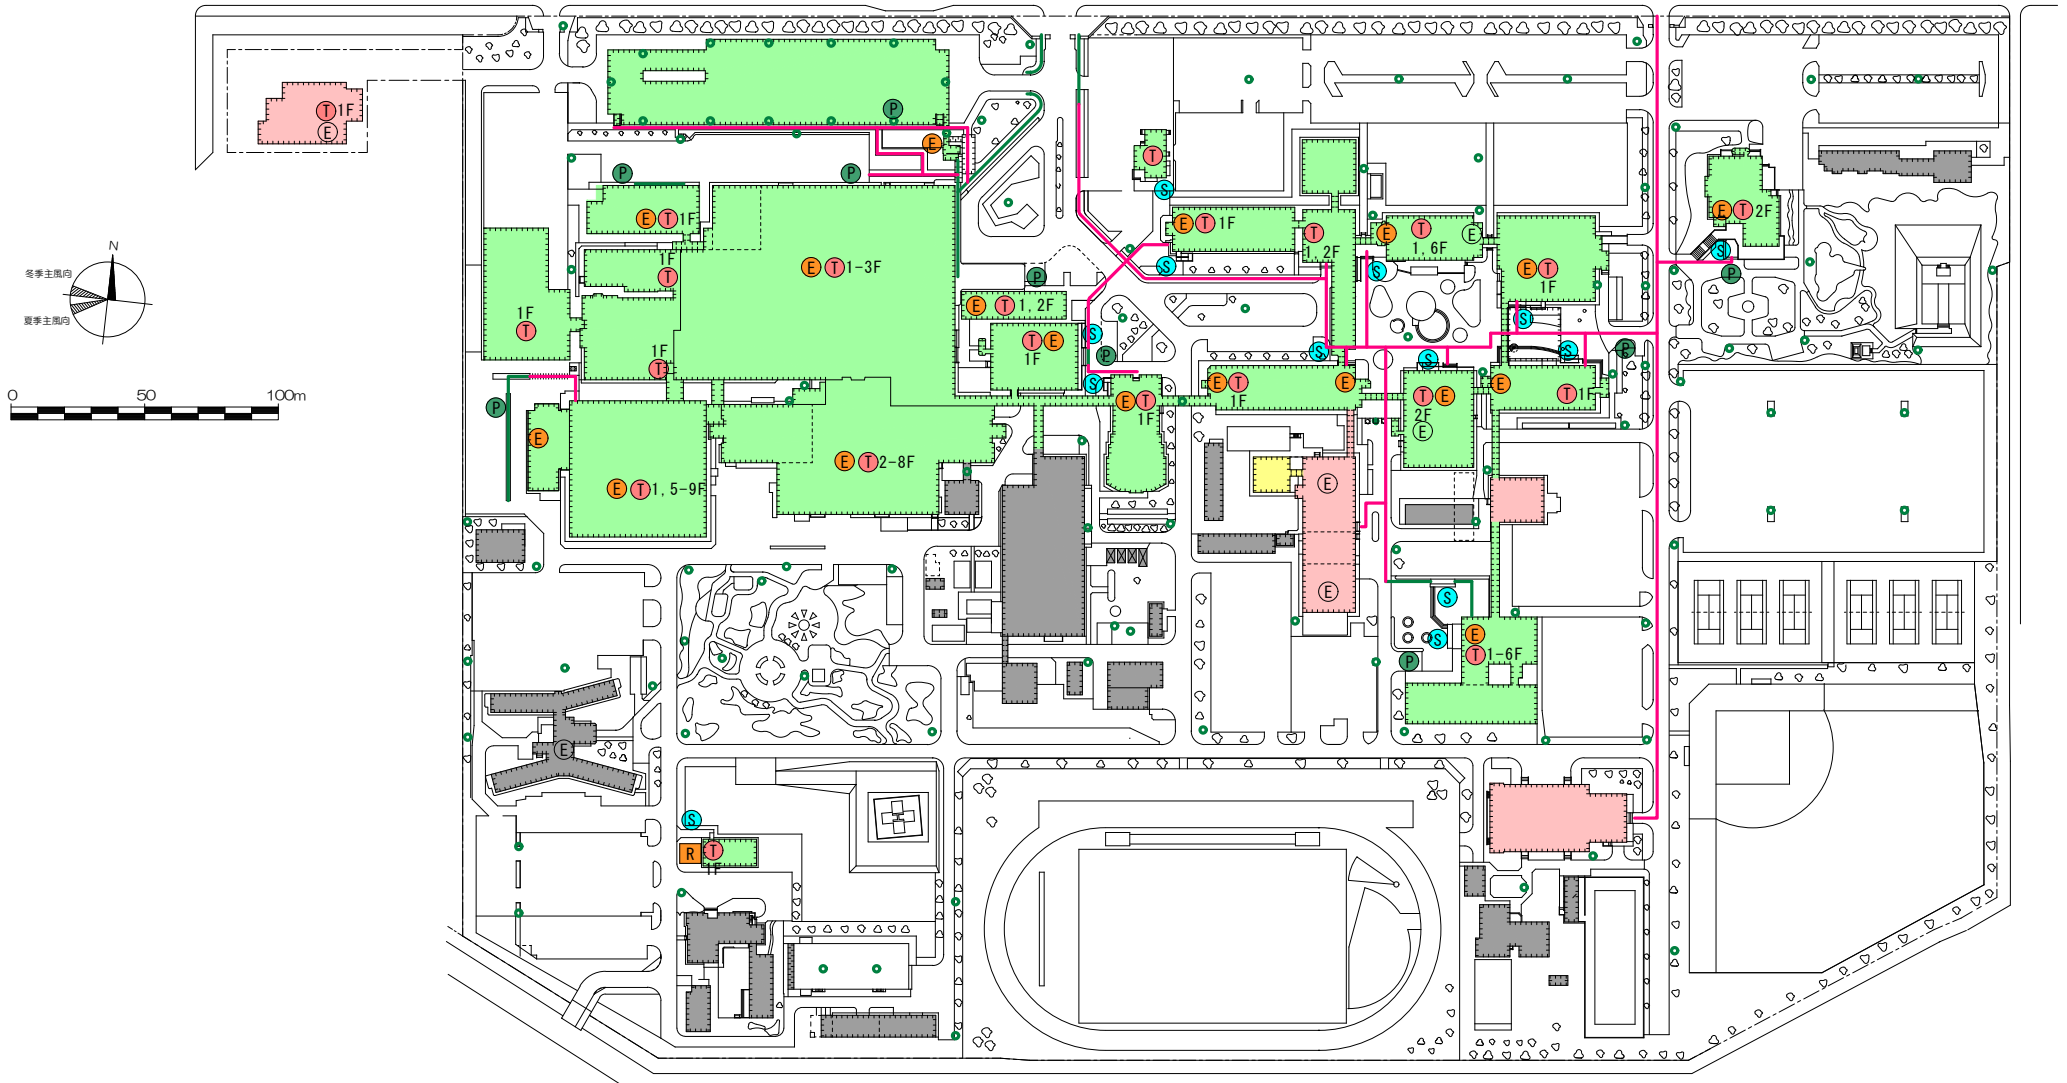 P
T 1F
E
E
T
P
P
S
E T 1F
E T 1F
T
1,2F
E T E
1,6F
E T 2F
N
冬季主風向
夏季主風向
1F
T
E T 1-3F
S
S
S
P
P
E T
1F
1F
T
E T 1,2F
S
T E
1F
S
P
S
S
S
P
1F
T
0 50 100m
P
S
E T
1F
E T
1F
E
T E
2F
E
E
T 1F
E
E T 2-8F
E T 1,5-9F
E
E
S
S
E
T 1-6F
P
E
S
R T